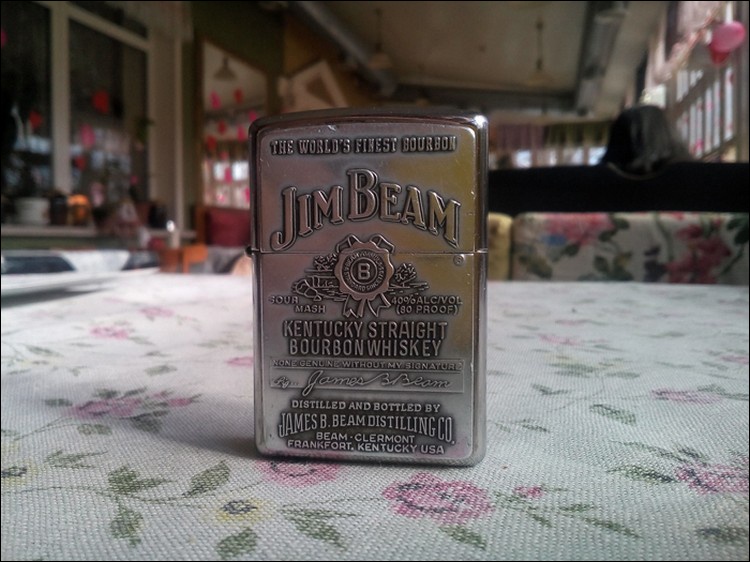 THE WORLD'S FINEST BOURBON
JIM BEAM
B
SOUR MASH
40%ALC/VOL
(80 PROOF)
KENTUCKY STRAIGHT
BOURBON WHISKEY
NONE GENUINE WITHOUT MY SIGNATURE
James B. Beam
DISTILLED AND BOTTLED BY
JAMES B. BEAM DISTILLING CO.
BEAM · CLERMONT
FRANKFORT, KENTUCKY USA